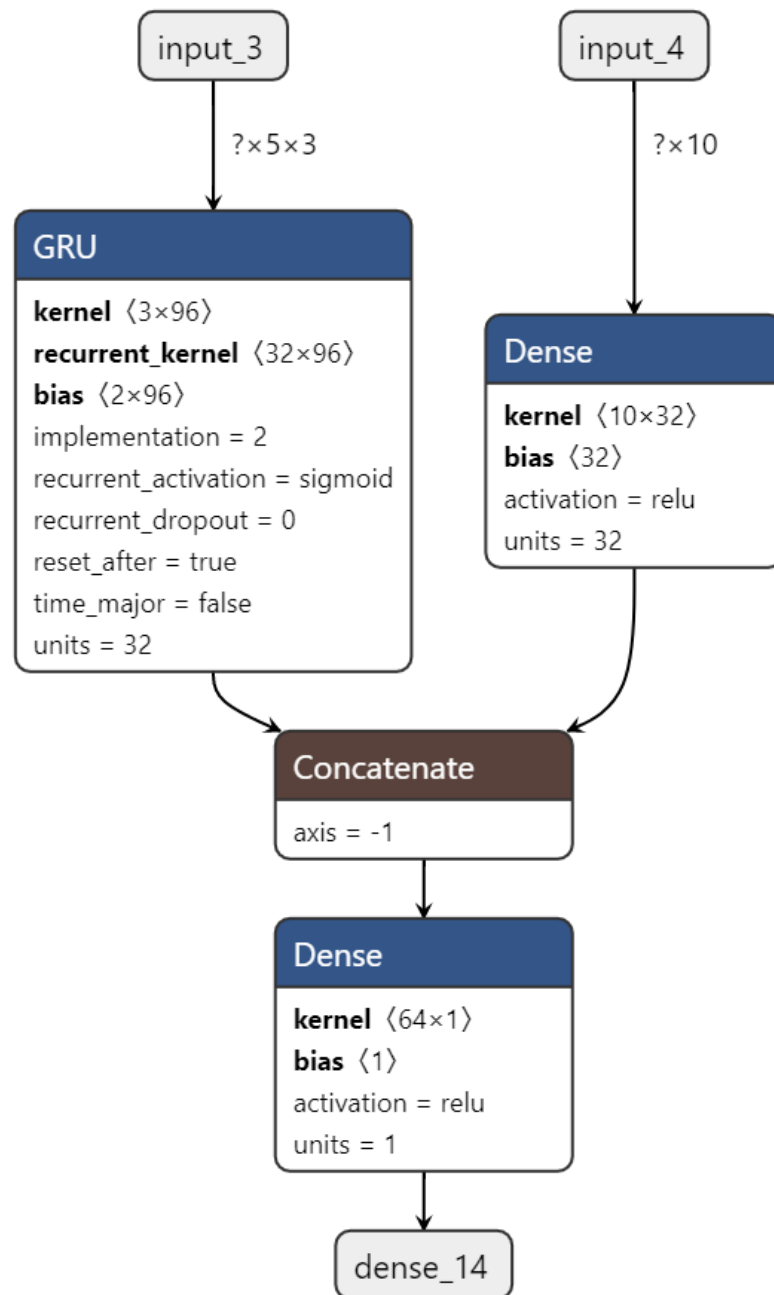 input_3
input_4
?×5×3
?×10
GRU
kernel 〈3×96〉
recurrent_kernel 〈32×96〉
bias 〈2×96〉
implementation = 2
recurrent_activation = sigmoid
recurrent_dropout = 0
reset_after = true
time_major = false
units = 32
Dense
kernel 〈10×32〉
bias 〈32〉
activation = relu
units = 32
Concatenate
axis = -1
Dense
kernel 〈64×1〉
bias 〈1〉
activation = relu
units = 1
dense_14